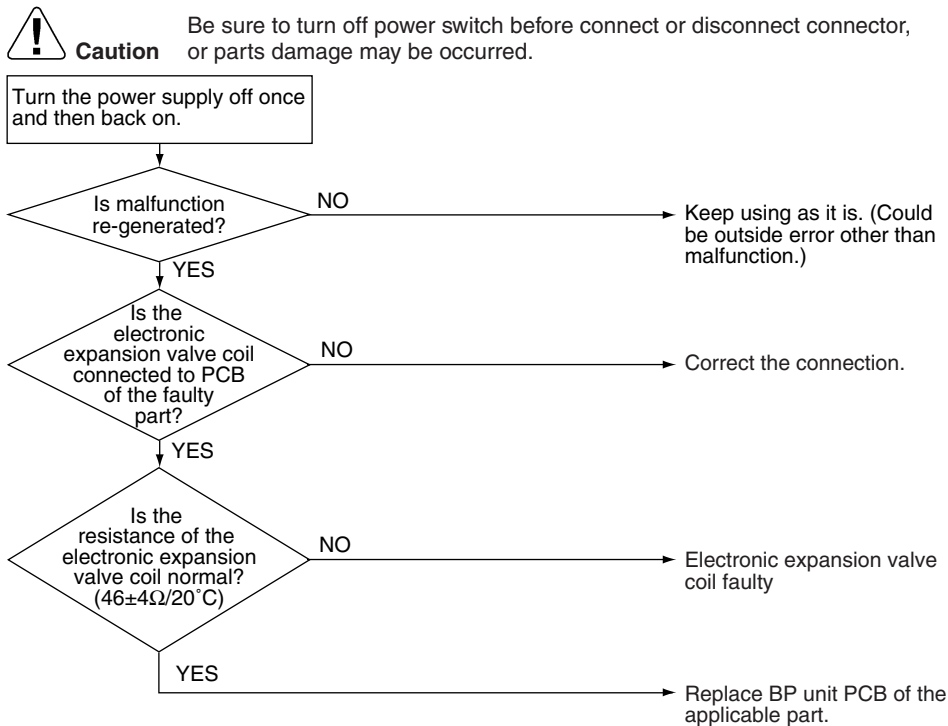 Be sure to turn off power switch before connect or disconnect connector,
Caution or parts damage may be occurred.
Turn the power supply off once
and then back on.
Is malfunction
re-generated?
NO
Keep using as it is. (Could
be outside error other than
malfunction.)
YES
Is the
electronic
expansion valve coil
connected to PCB
of the faulty
part?
NO
Correct the connection.
YES
Is the
resistance of the
electronic expansion
valve coil normal?
(46±4Ω/20˚C)
NO
Electronic expansion valve
coil faulty
YES
Replace BP unit PCB of the
applicable part.